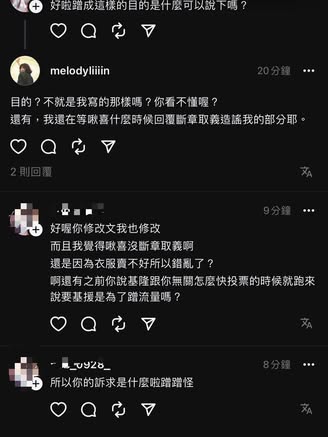 好啦蹭成這樣的目的是什麼可以說下嗎？
melodyliiiin
20分鐘
目的？不就是我寫的那樣嗎？你看不懂喔？
還有，我還在等啾喜什麼時候回覆斷章取義造謠我的部分耶。
2 則回覆
9分鐘
好喔你修改文我也修改
而且我覺得啾喜沒斷章取義啊
還是因為衣服賣不好所以錯亂了？
啊還有之前你說基隆跟你無關怎麼快投票的時候就跑來
說要基援是為了蹭流量嗎？
_0928_
8分鐘
所以你的訴求是什麼啦蹭蹭怪